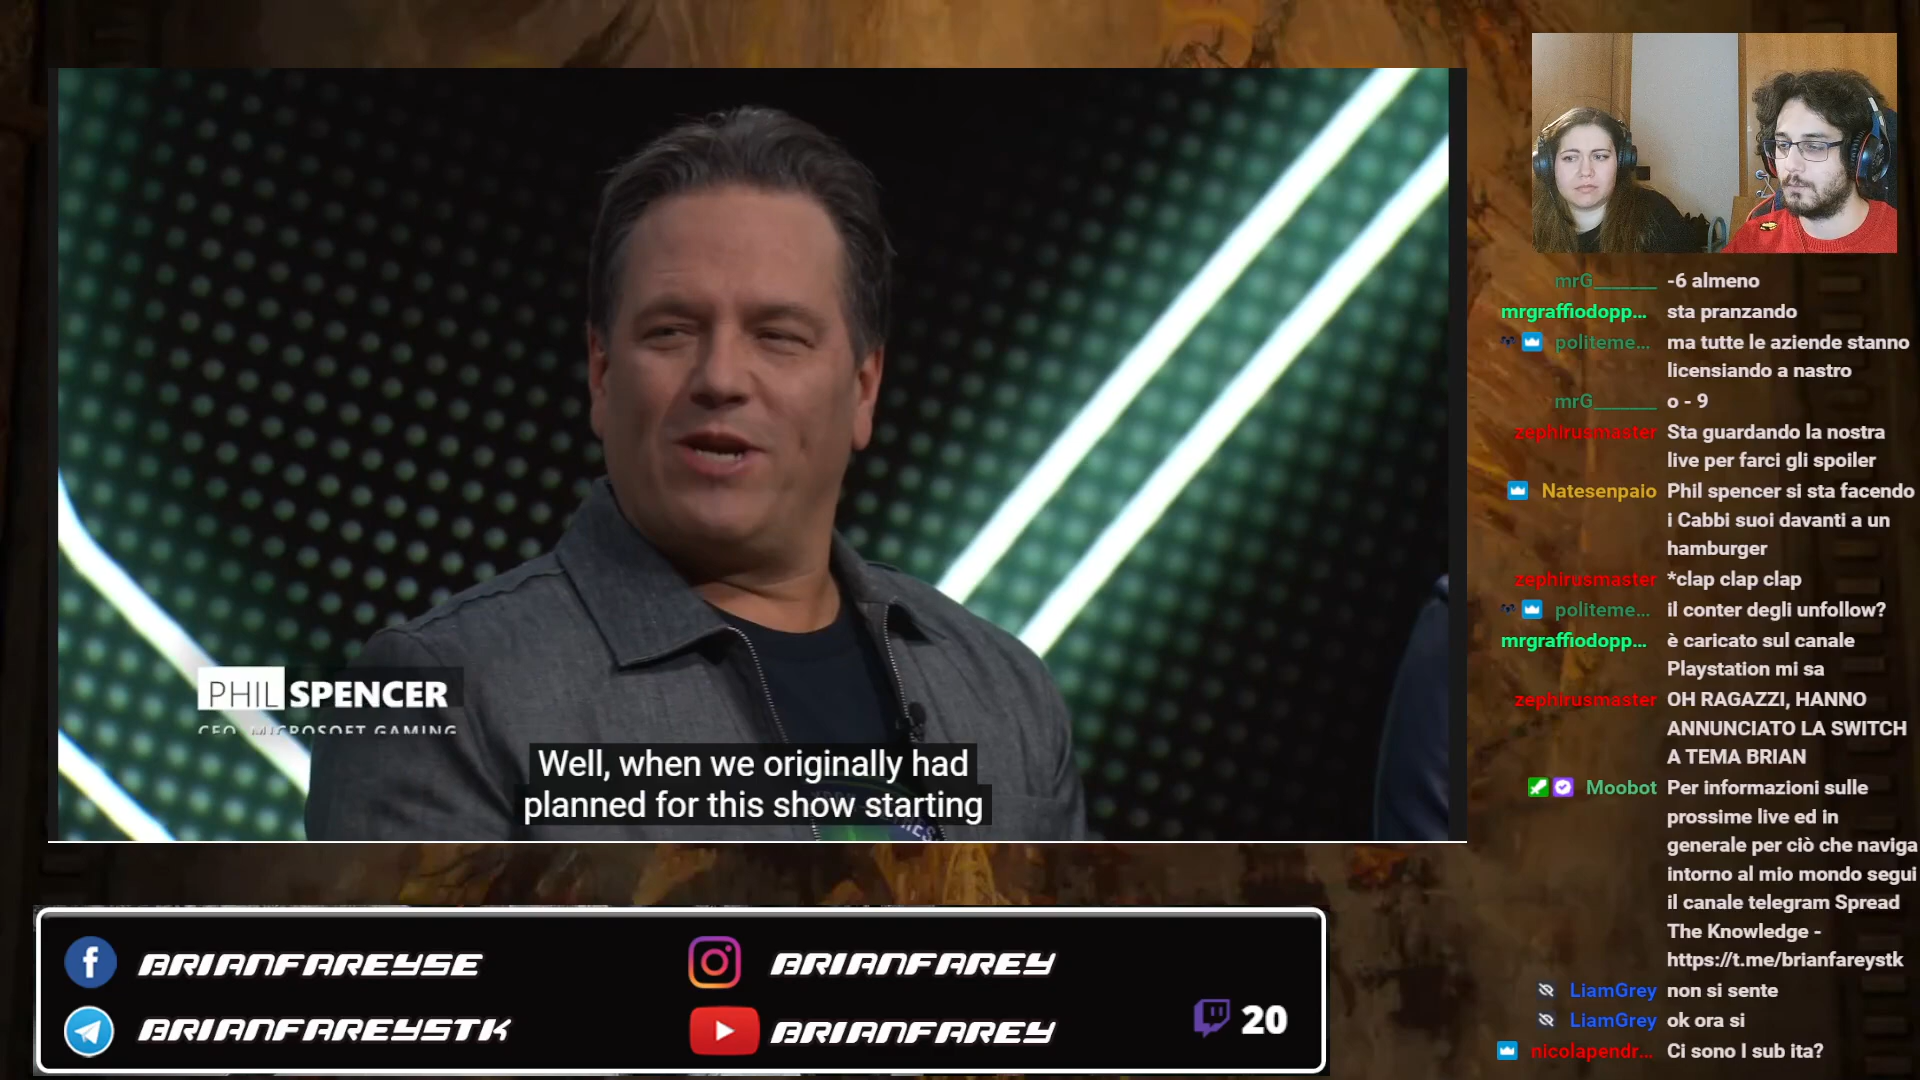 PHIL SPENCER
CEO, MICROSOFT GAMING
Well, when we originally had
planned for this show starting
mrG_______ -6 almeno
mrgraffiodopp... sta pranzando
politeme... ma tutte le aziende stanno
licensiando a nastro
mrG_______ o - 9
zephirusmaster Sta guardando la nostra
live per farci gli spoiler
Natesenpaio Phil spencer si sta facendo
i Cabbi suoi davanti a un
hamburger
zephirusmaster *clap clap clap
politeme... il conter degli unfollow?
mrgraffiodopp... è caricato sul canale
Playstation mi sa
zephirusmaster OH RAGAZZI, HANNO
ANNUNCIATO LA SWITCH
A TEMA BRIAN
Moobot Per informazioni sulle
prossime live ed in
generale per ciò che naviga
intorno al mio mondo segui
il canale telegram Spread
The Knowledge -
https://t.me/brianfareystk
LiamGrey non si sente
LiamGrey ok ora si
nicolapendr... Ci sono I sub ita?
BRIANFAREYSE
BRIANFAREY
BRIANFAREYSTK
BRIANFAREY
20